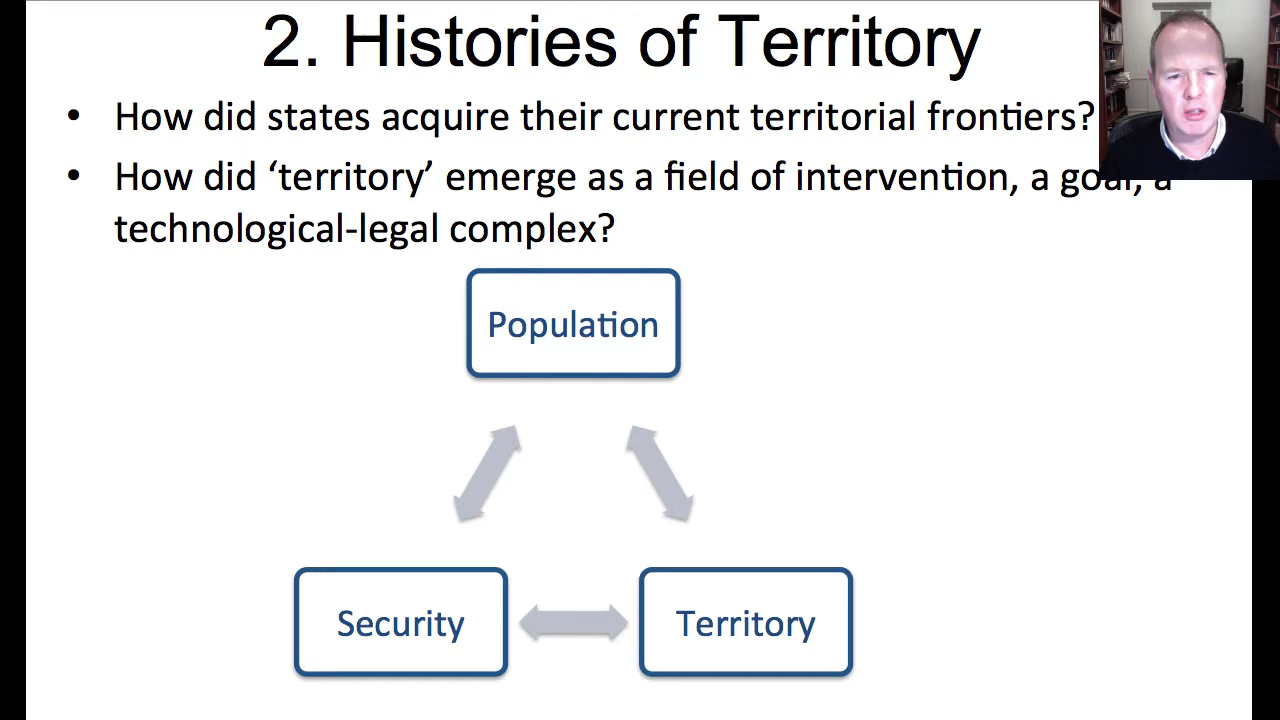 2. Histories of Territory
• How did states acquire their current territorial frontiers?
• How did ‘territory’ emerge as a field of intervention, a goal, a
technological-legal complex?
Population
Security
Territory